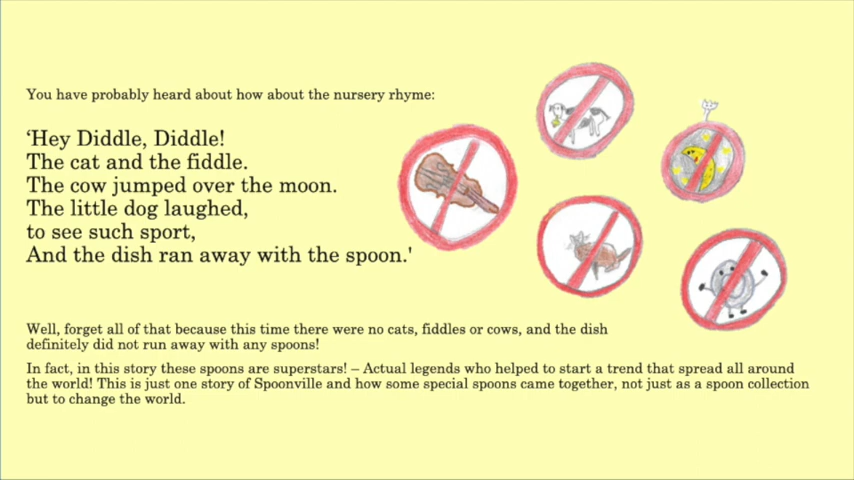 You have probably heard about how about the nursery rhyme:
‘Hey Diddle, Diddle!
The cat and the fiddle.
The cow jumped over the moon.
The little dog laughed,
to see such sport,
And the dish ran away with the spoon.'
Well, forget all of that because this time there were no cats, fiddles or cows, and the dish
definitely did not run away with any spoons!
In fact, in this story these spoons are superstars! – Actual legends who helped to start a trend that spread all around
the world! This is just one story of Spoonville and how some special spoons came together, not just as a spoon collection
but to change the world.